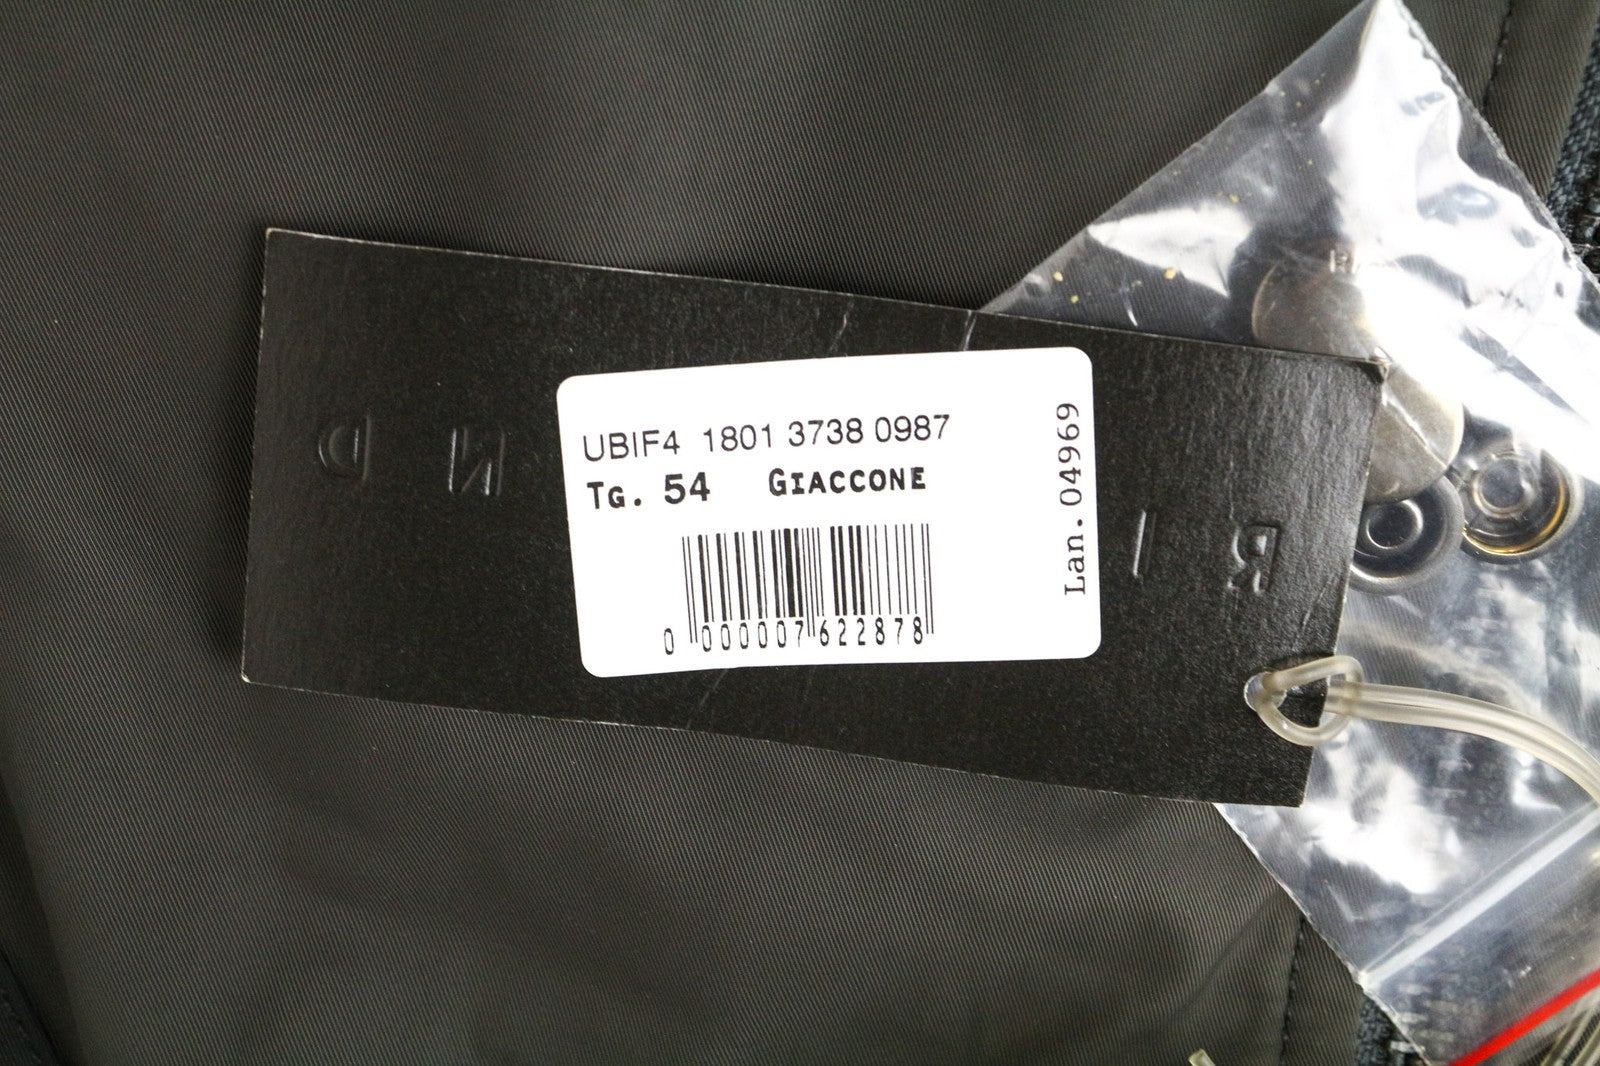 UBIF4 1801 3738 0987
Tg. 54 GIACCONE
0 000007 622878
Lan. 04969